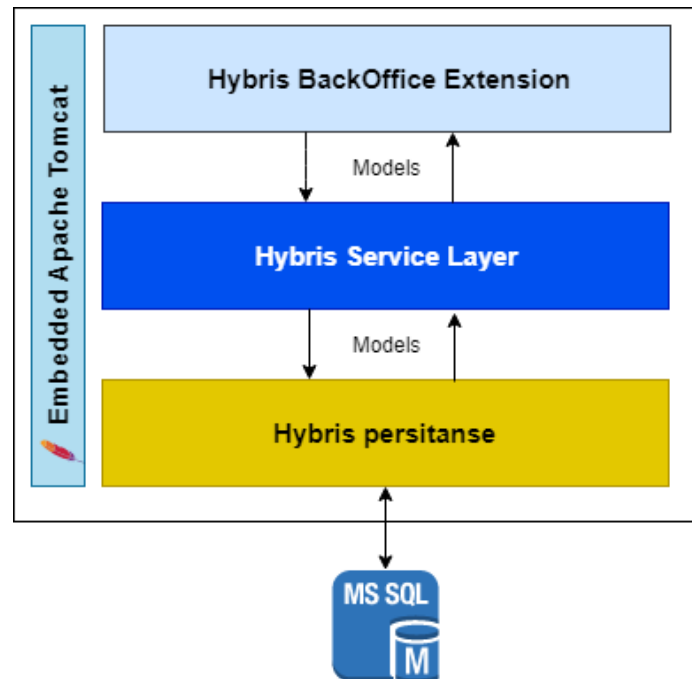 Embedded Apache Tomcat
Hybris BackOffice Extension
Models
Hybris Service Layer
Models
Hybris persitanse
MS SQL
M